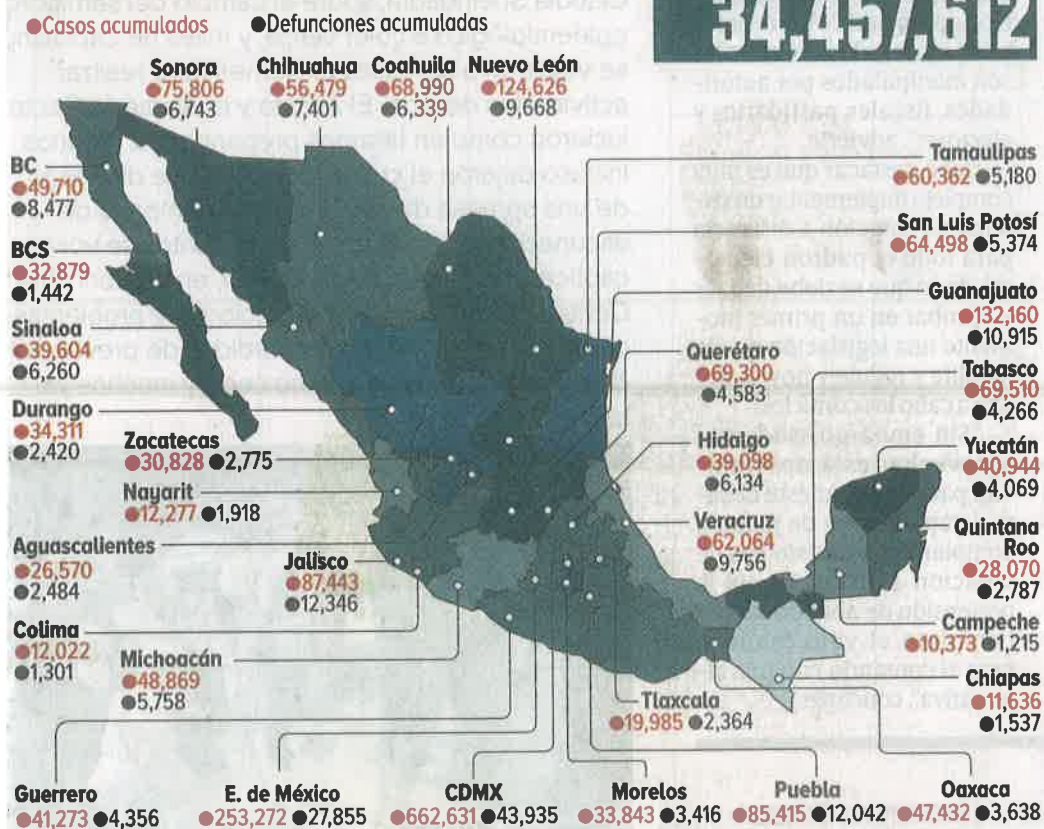 ●Casos acumulados ●Defunciones acumuladas
34,457,612
Sonora
●75,806
●6,743
Chihuahua
●56,479
●7,401
Coahuila
●68,990
●6,339
Nuevo León
●124,626
●9,668
BC
●49,710
●8,477
BCS
●32,879
●1,442
Sinaloa
●39,604
●6,260
Durango
●34,311
●2,420
Zacatecas
●30,828 ●2,775
Nayarit
●12,277 ●1,918
Aguascalientes
●26,570
●2,484
Jalisco
●87,443
●12,346
Colima
●12,022
●1,301
Michoacán
●48,869
●5,758
Tamaulipas
●60,362 ●5,180
San Luis Potosí
●64,498 ●5,374
Guanajuato
●132,160
●10,915
Querétaro
●69,300
●4,583
Tabasco
●69,510
●4,266
Hidalgo
●39,098
●6,134
Yucatán
●40,944
●4,069
Veracruz
●62,064
●9,756
Quintana
Roo
●28,070
●2,787
Campeche
●10,373 ●1,215
Chiapas
●11,636
●1,537
Tlaxcala
●19,985 ●2,364
Guerrero
●41,273 ●4,356
E. de México
●253,272 ●27,855
CDMX
●662,631 ●43,935
Morelos
●33,843 ●3,416
Puebla
●85,415 ●12,042
Oaxaca
●47,432 ●3,638